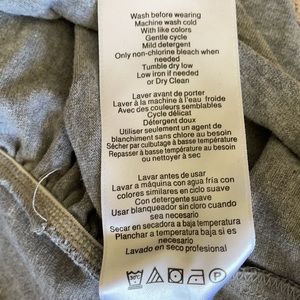 Wash before wearing
Machine wash cold
With like colors
Gentle cycle
Mild detergent
Only non-chlorine bleach when
needed
Tumble dry low
Low iron if needed
or Dry Clean
Laver avant de porter
Laver à la machine à l'eau froide
Avec des couleurs semblables
Cycle délicat
Détergent doux
Utiliser seulement un agent de
blanchiment sans chlore au besoin
Sécher par culbutage à basse température
Repasser à basse température au besoin
ou nettoyer à sec
Lavar antes de usar
Lavar a máquina con agua fria con
colores similares en ciclo suave
Con detergente suave
Usar blanqueador sin cloro cuando
sea necesario
Secar en secadora a baja temperatura
Planchar a temperatura baja si es
necesario
Lavado en seco profesional